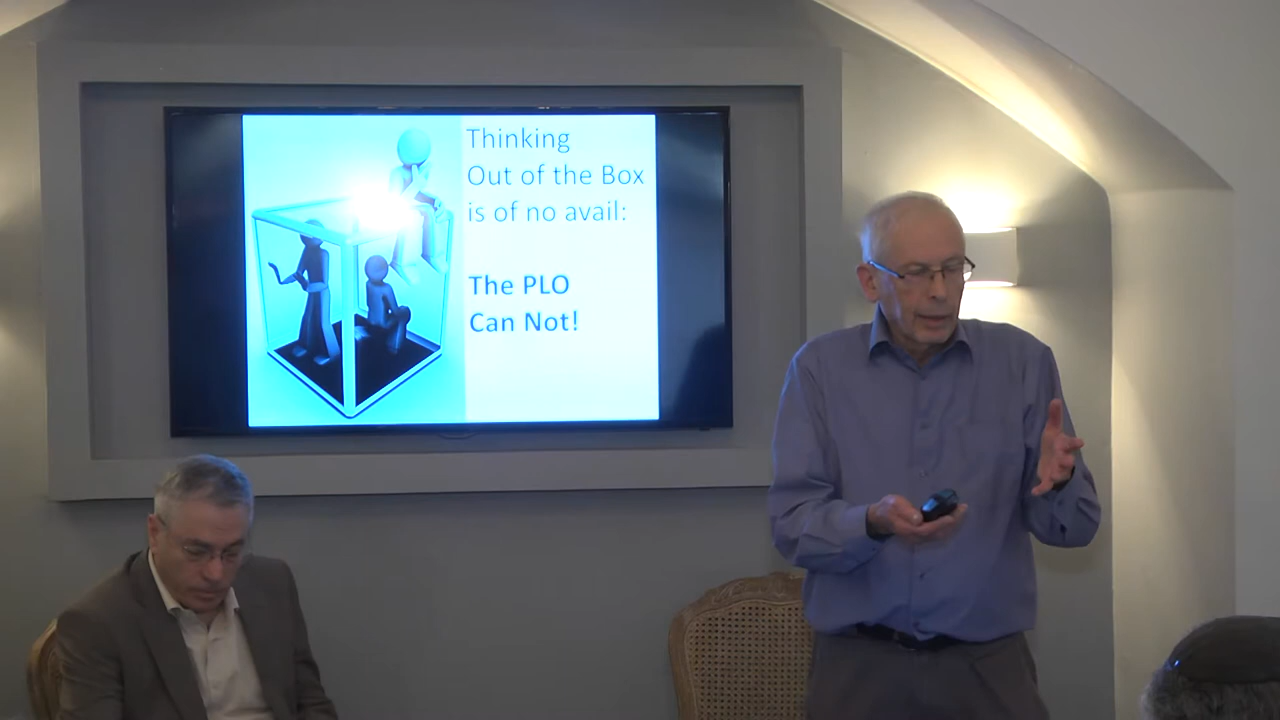 Thinking
Out of the Box
is of no avail:
The PLO
Can Not!